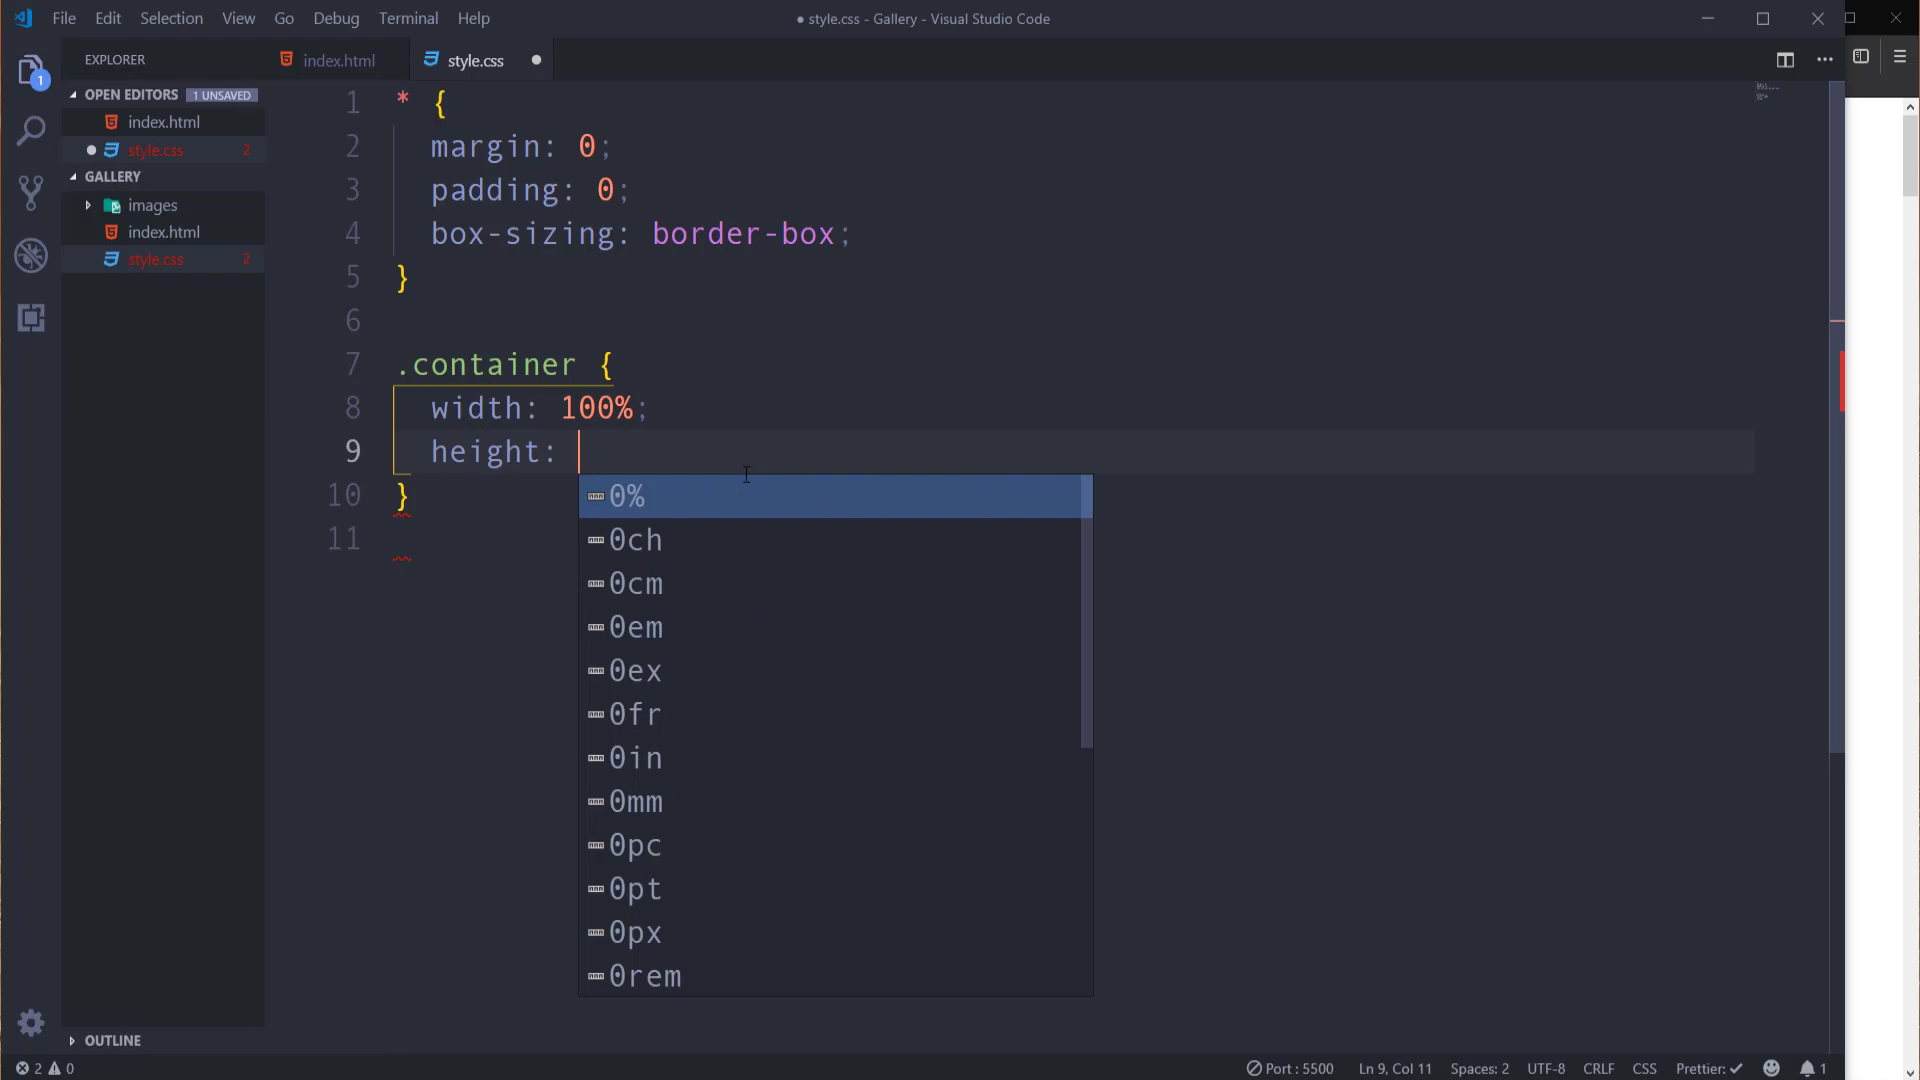 File Edit Selection View Go Debug Terminal Help
● style.css - Gallery - Visual Studio Code
EXPLORER
index.html
style.css
OPEN EDITORS 1 UNSAVED
index.html
style.css 2
GALLERY
images
index.html
style.css 2
OUTLINE
1
1 * {
2 margin: 0;
3 padding: 0;
4 box-sizing: border-box;
5 }
6
7 .container {
8 width: 100%;
9 height:
10 }
11
0%
0ch
0cm
0em
0ex
0fr
0in
0mm
0pc
0pt
0px
0rem
2 0
Port : 5500 Ln 9, Col 11 Spaces: 2 UTF-8 CRLF CSS Prettier: ✓ 1